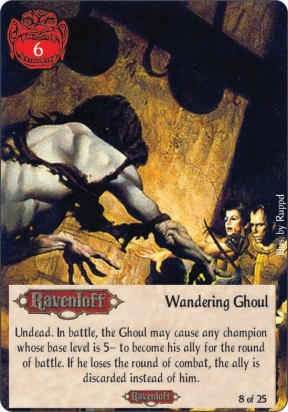 6
Illus. by Ruppel
Ravenloft
Wandering Ghoul
Undead. In battle, the Ghoul may cause any champion
whose base level is 5– to become his ally for the round
of battle. If he loses the round of combat, the ally is
discarded instead of him.
Ravenloft
8 of 25